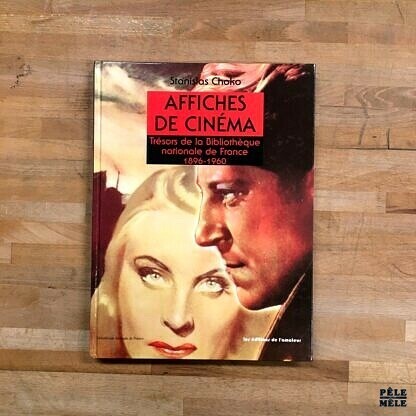 Stanislas Choko
AFFICHES
DE CINÉMA
Trésors de la Bibliothèque
nationale de France
1896-1960
les éditions de l'amateur
PÊLE
MÊLE